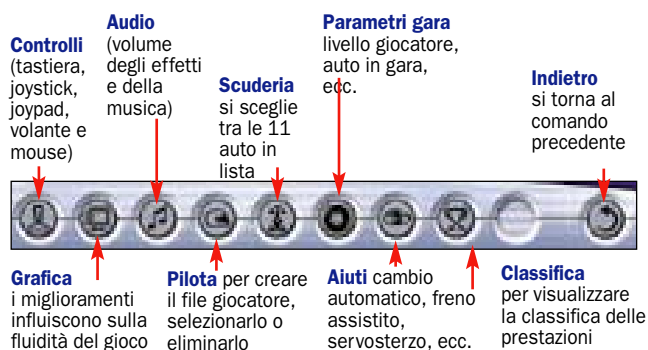 Controlli
(tastiera,
joystick,
joypad,
volante e
mouse)
Audio
(volume
degli effetti
e della
musica)
Scuderia
si sceglie
tra le 11
auto in
lista
Parametri gara
livello giocatore,
auto in gara,
ecc.
Indietro
si torna al
comando
precedente
Grafica
i miglioramenti
influiscono sulla
fluidità del gioco
Pilota per creare
il file giocatore,
selezionarlo o
eliminarlo
Aiuti cambio
automatico, freno
assistito,
servosterzo, ecc.
Classifica
per visualizzare
la classifica delle
prestazioni